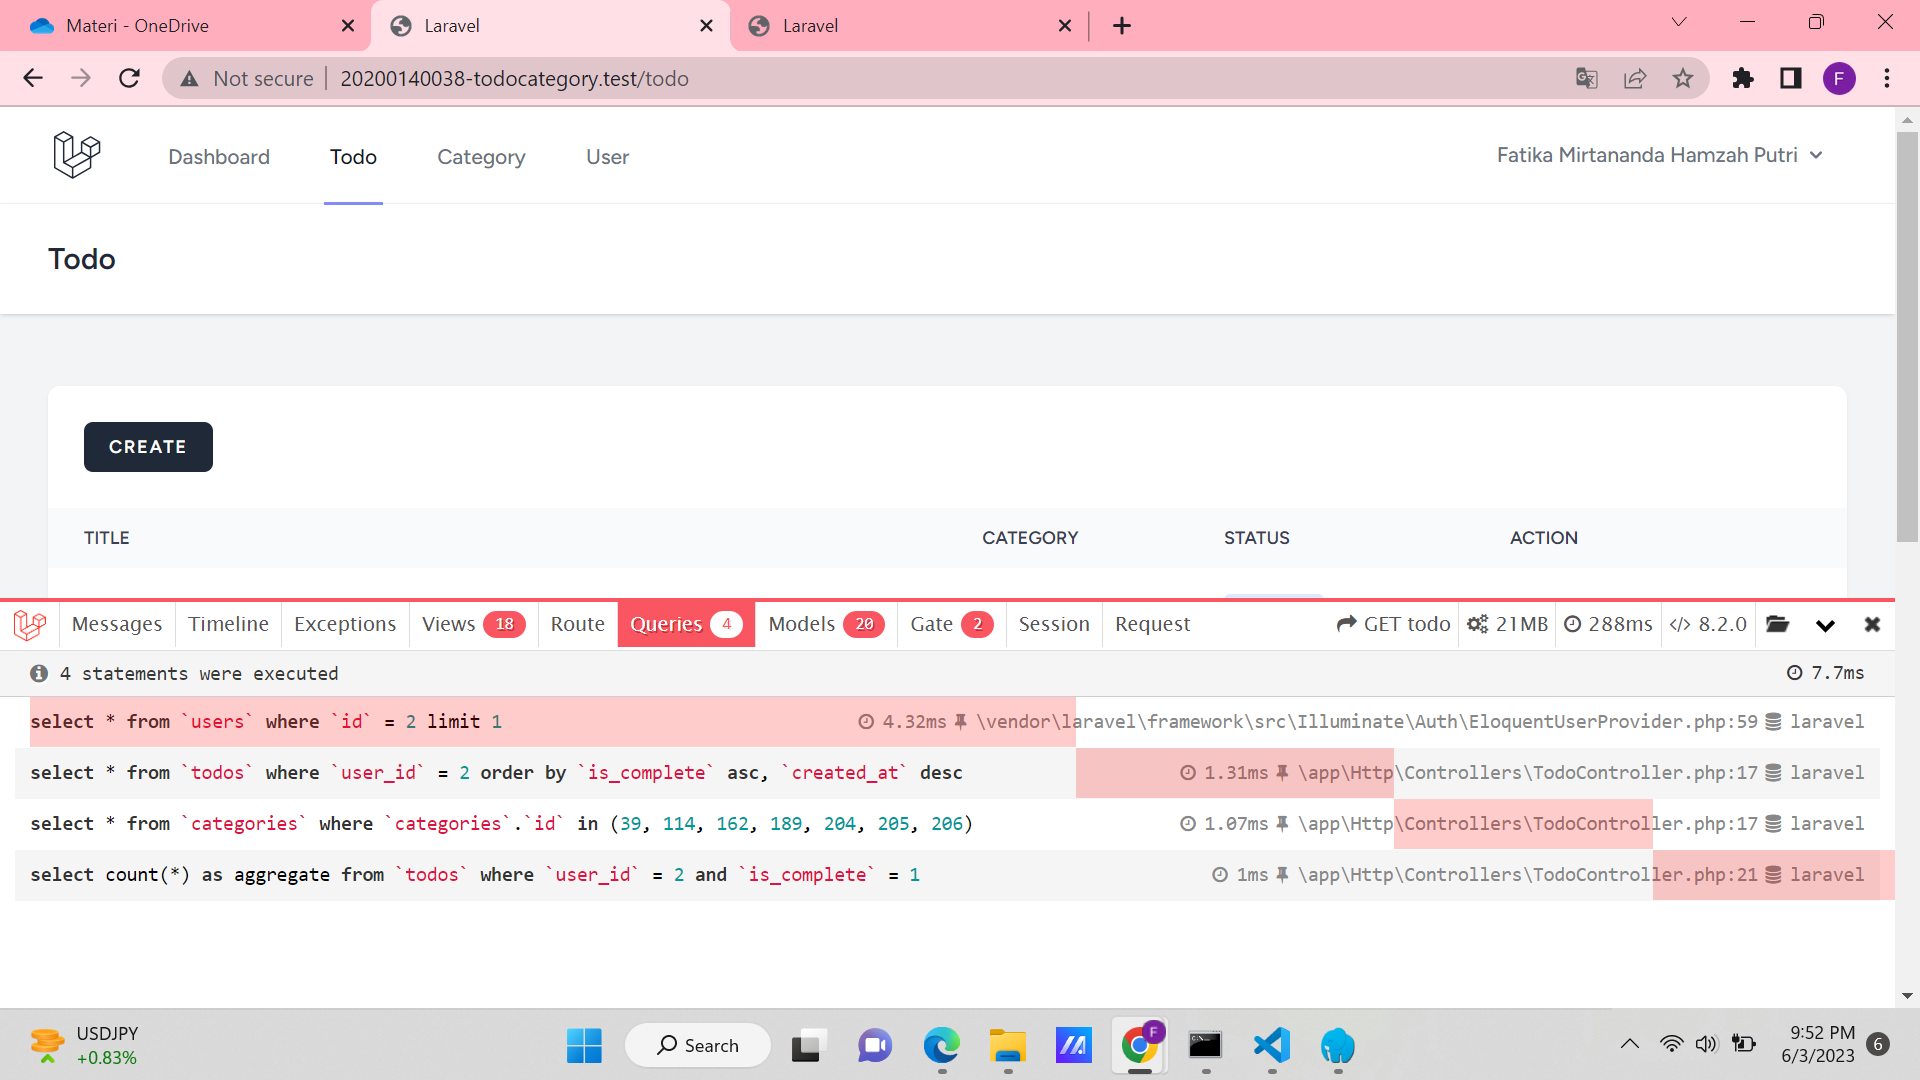 Materi - OneDrive
Laravel
Laravel
Not secure
20200140038-todocategory.test/todo
F
Dashboard
Todo
Category
User
Fatika Mirtananda Hamzah Putri
Todo
CREATE
TITLE CATEGORY STATUS ACTION
Messages Timeline Exceptions Views 18 Route Queries 4 Models 20 Gate 2 Session Request GET todo 21MB 288ms </> 8.2.0
4 statements were executed 7.7ms
select * from `users` where `id` = 2 limit 1 4.32ms \vendor\laravel\framework\src\Illuminate\Auth\EloquentUserProvider.php:59 laravel
select * from `todos` where `user_id` = 2 order by `is_complete` asc, `created_at` desc 1.31ms \app\Http\Controllers\TodoController.php:17 laravel
select * from `categories` where `categories`.`id` in (39, 114, 162, 189, 204, 205, 206) 1.07ms \app\Http\Controllers\TodoController.php:17 laravel
select count(*) as aggregate from `todos` where `user_id` = 2 and `is_complete` = 1 1ms \app\Http\Controllers\TodoController.php:21 laravel
USDJPY
+0.83%
Search
F
9:52 PM
6/3/2023
6